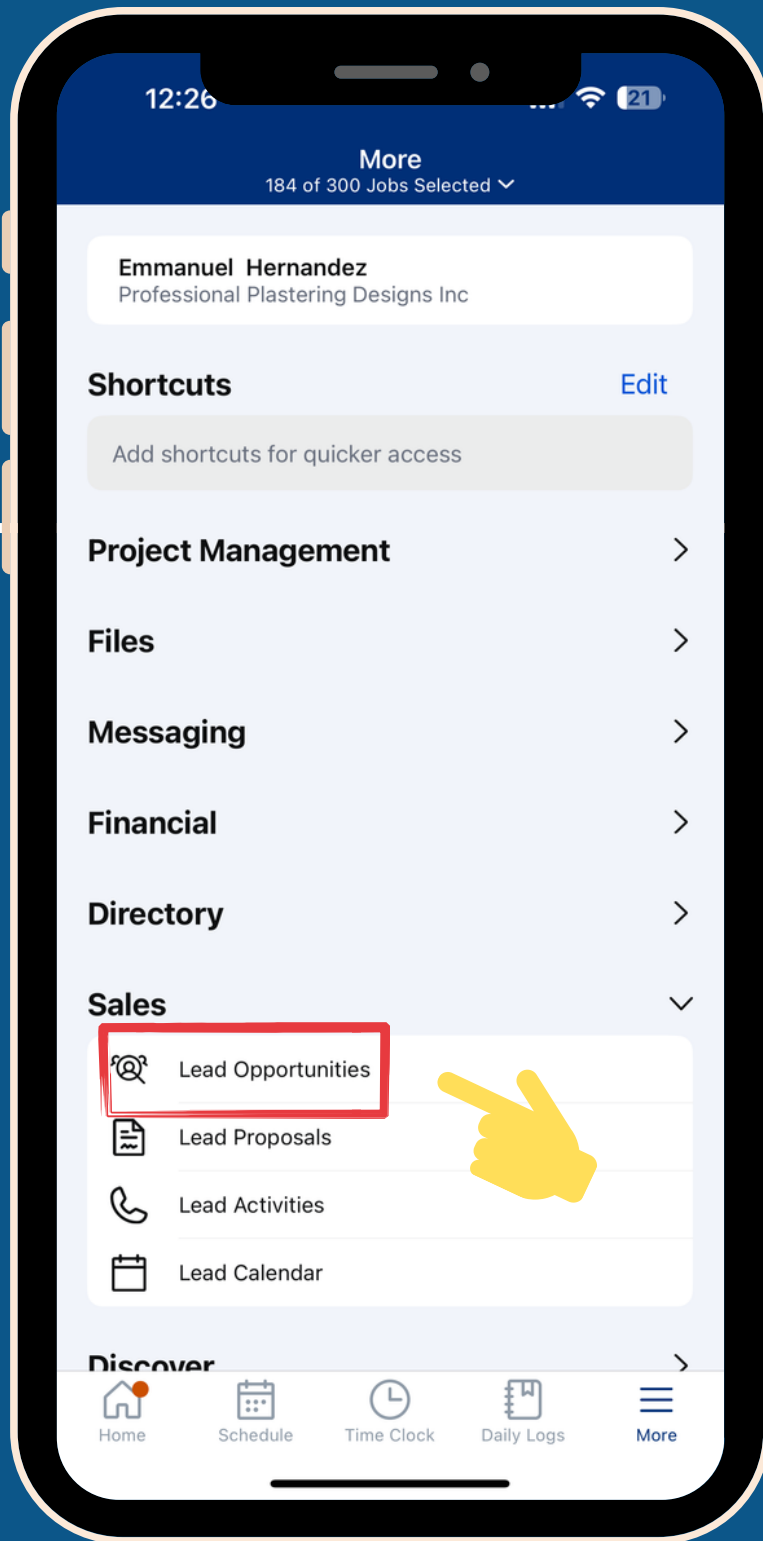 12:26
21
More
184 of 300 Jobs Selected
Emmanuel Hernandez
Professional Plastering Designs Inc
Shortcuts
Edit
Add shortcuts for quicker access
Project Management
Files
Messaging
Financial
Directory
Sales
Lead Opportunities
Lead Proposals
Lead Activities
Lead Calendar
Discover
Home
Schedule
Time Clock
Daily Logs
More